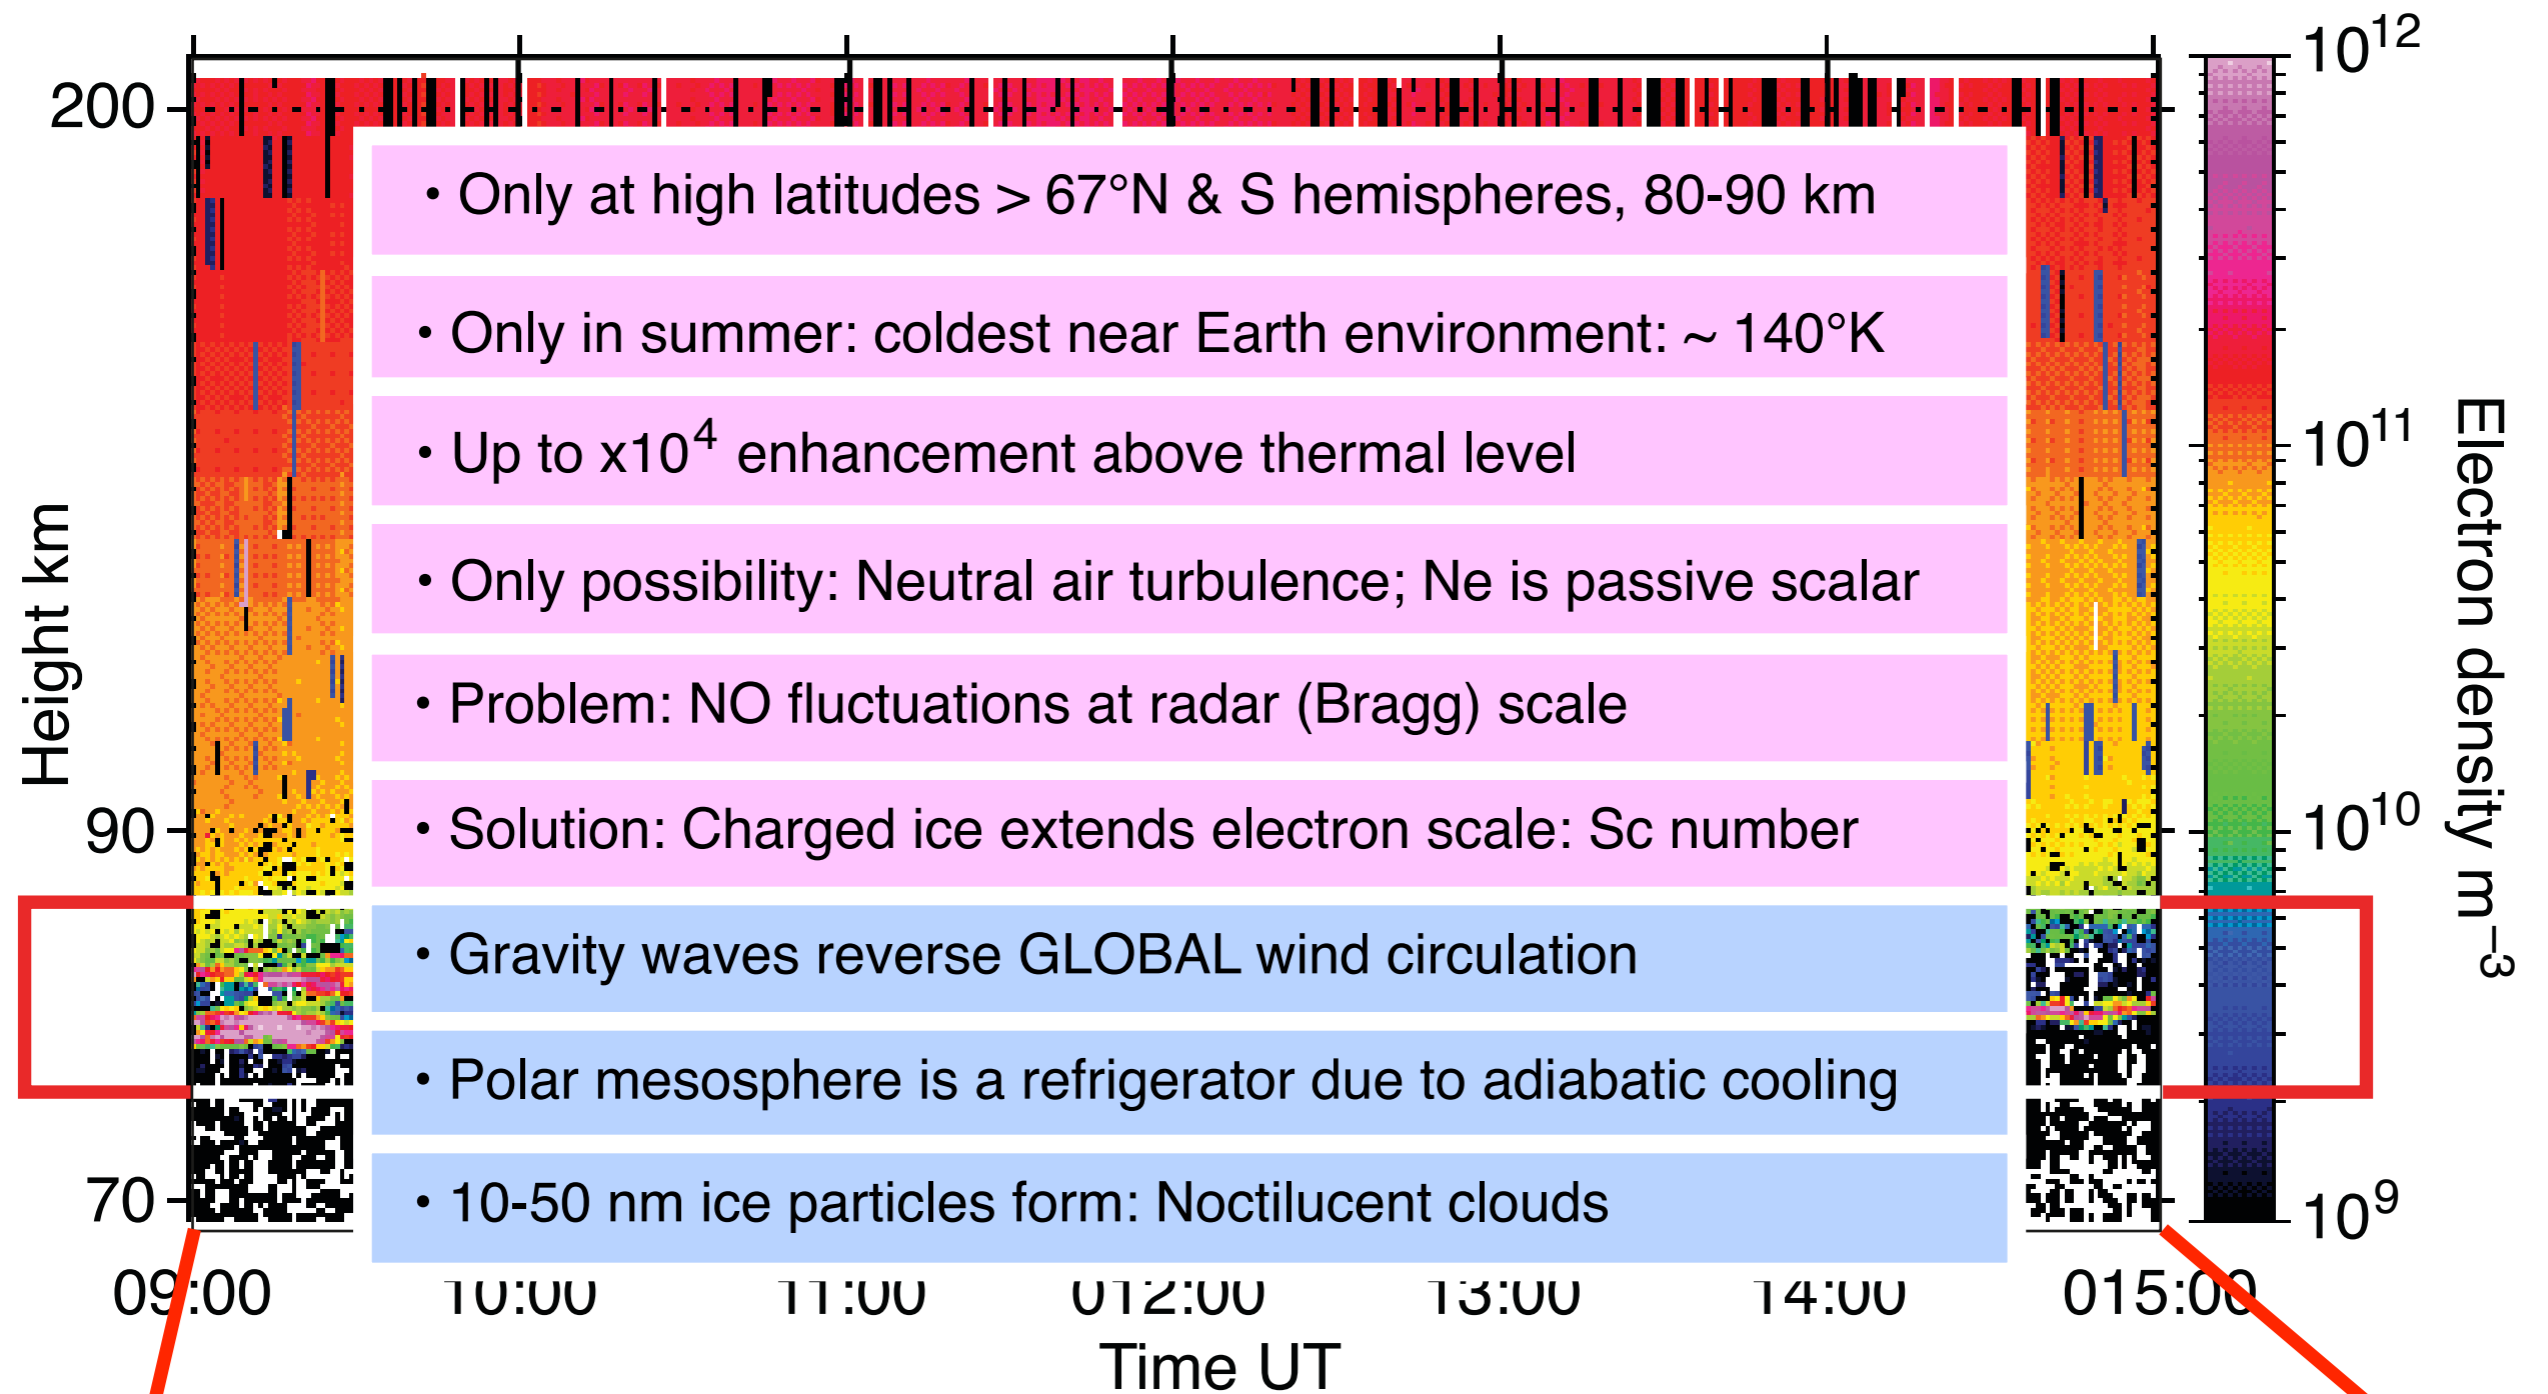 200
90
70
Height km
• Only at high latitudes > 67°N & S hemispheres, 80-90 km
• Only in summer: coldest near Earth environment: ~ 140°K
• Up to x10⁴ enhancement above thermal level
• Only possibility: Neutral air turbulence; Ne is passive scalar
• Problem: NO fluctuations at radar (Bragg) scale
• Solution: Charged ice extends electron scale: Sc number
• Gravity waves reverse GLOBAL wind circulation
• Polar mesosphere is a refrigerator due to adiabatic cooling
• 10-50 nm ice particles form: Noctilucent clouds
10¹²
10¹¹
10¹⁰
10⁹
Electron density m⁻³
09:00 10:00 11:00 012:00 13:00 14:00 015:00
Time UT